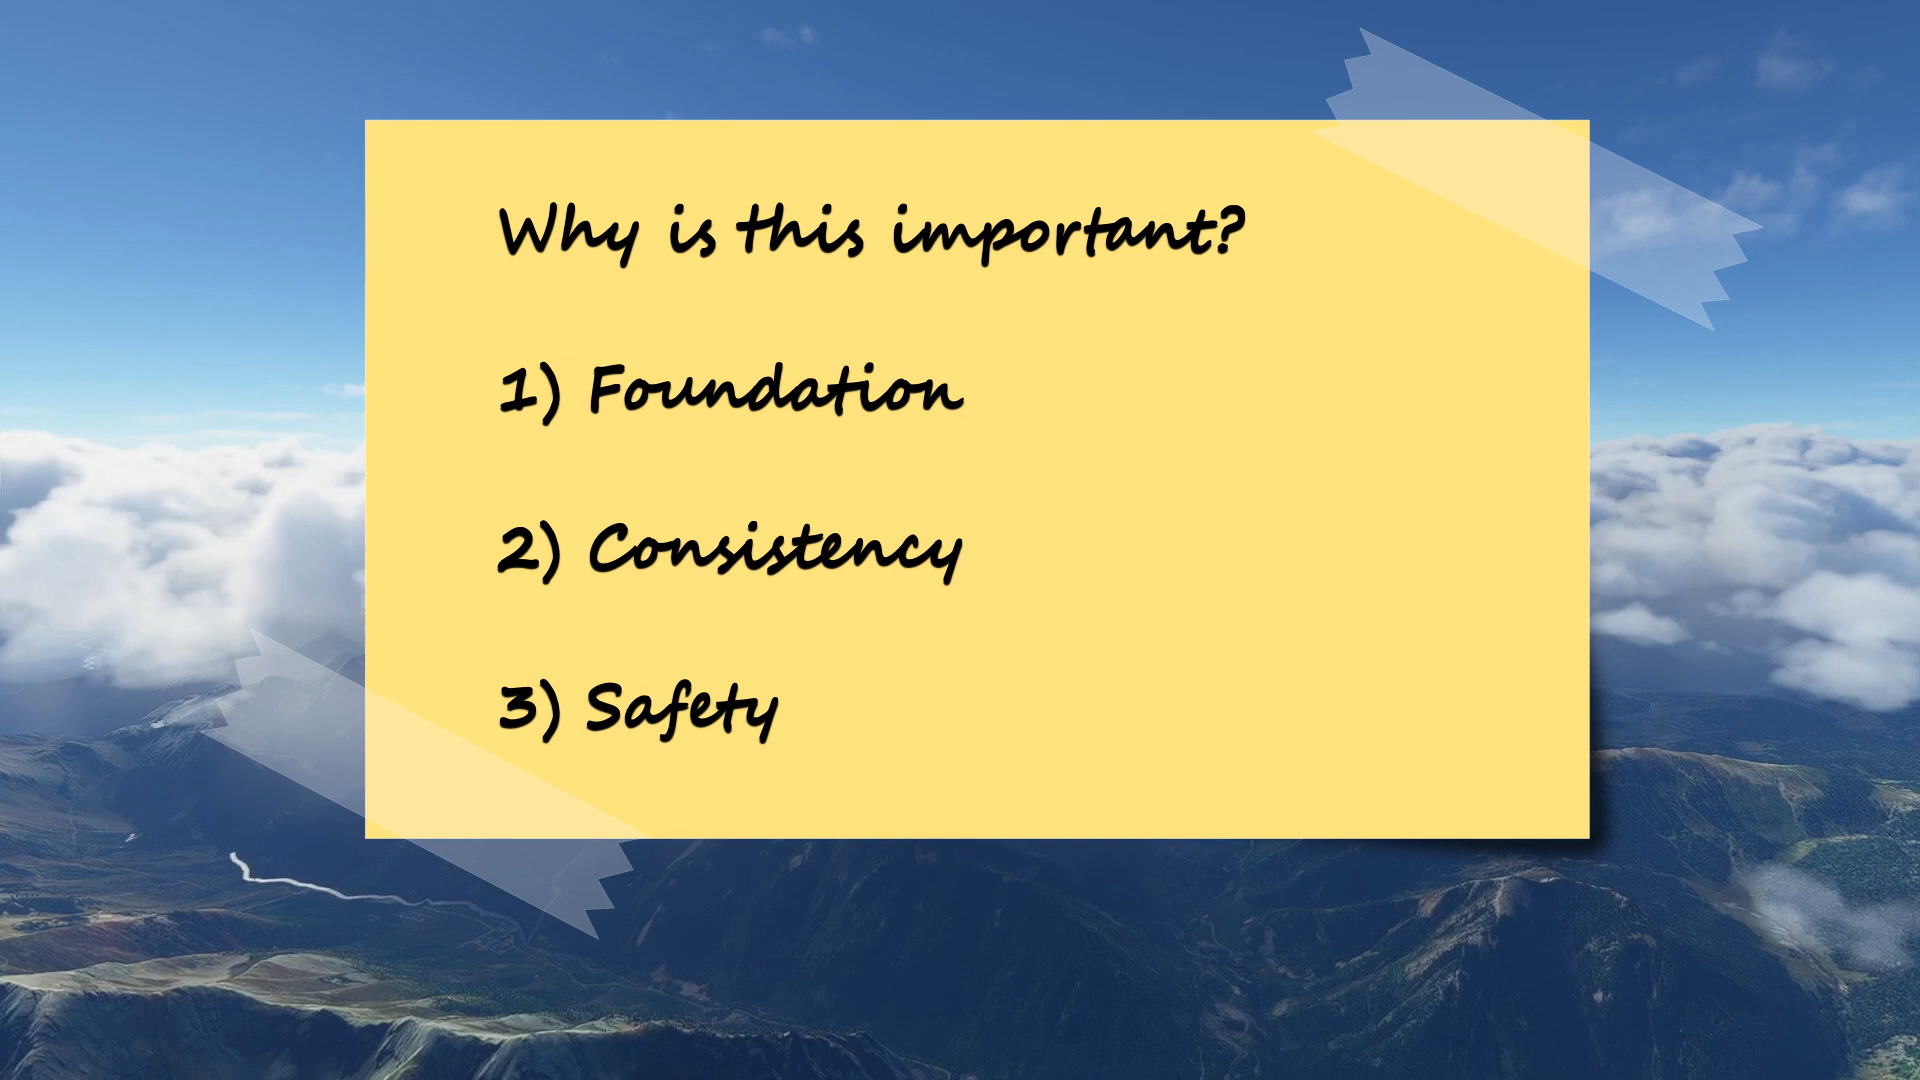 Why is this important?
1) Foundation
2) Consistency
3) Safety